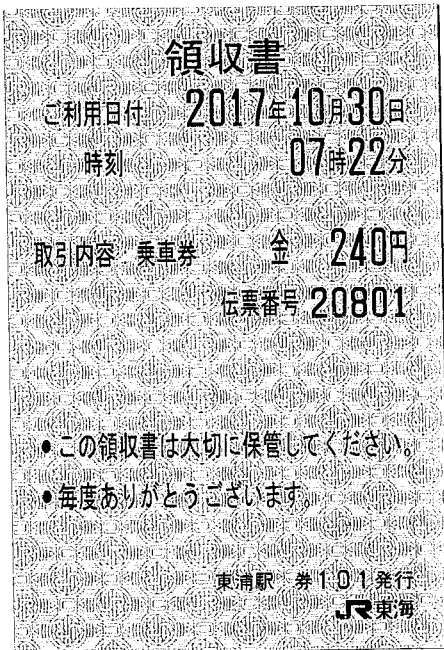 領収書
ご利用日付 2017年10月30日
時刻 07時22分
取引内容 乗車券 金 240円
伝票番号 20801
•この領収書は大切に保管してください。
•毎度ありがとうございます。
東浦駅 券101発行
JR東海